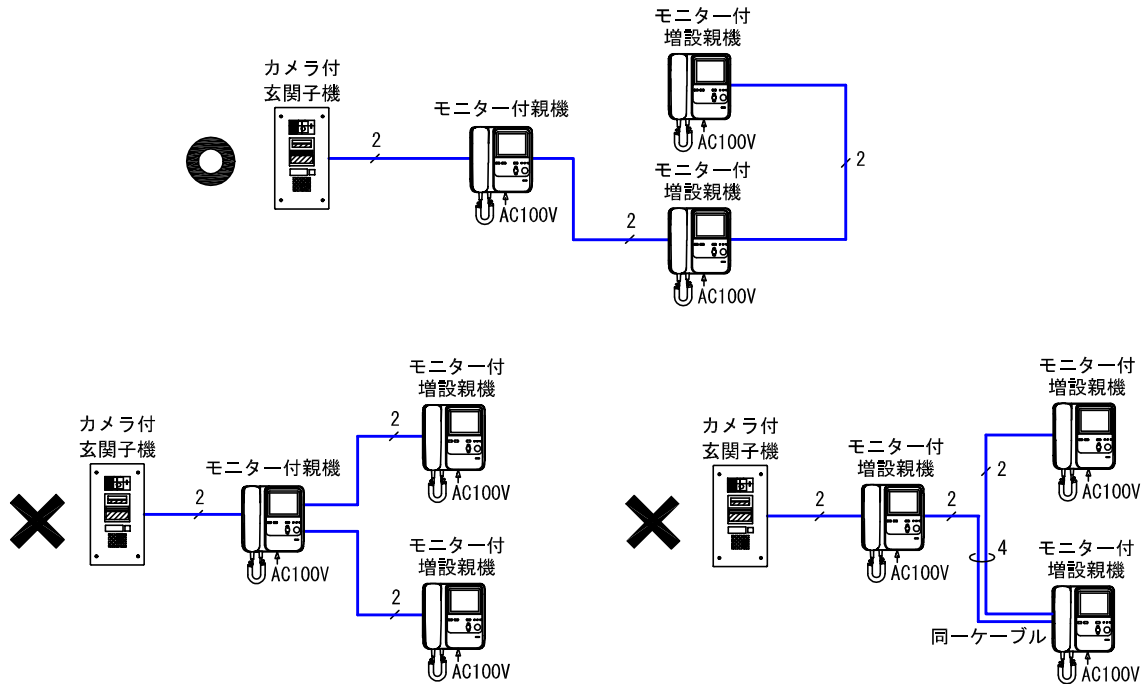 モニター付
増設親機
カメラ付
玄関子機
モニター付親機
2
AC100V
AC100V
2
モニター付
増設親機
2
AC100V
モニター付
増設親機
カメラ付
玄関子機
モニター付親機
2
2
AC100V
AC100V
モニター付
増設親機
2
AC100V
モニター付
増設親機
カメラ付
玄関子機
モニター付
増設親機
2
2
2
AC100V
AC100V
4
モニター付
増設親機
同一ケーブル
AC100V